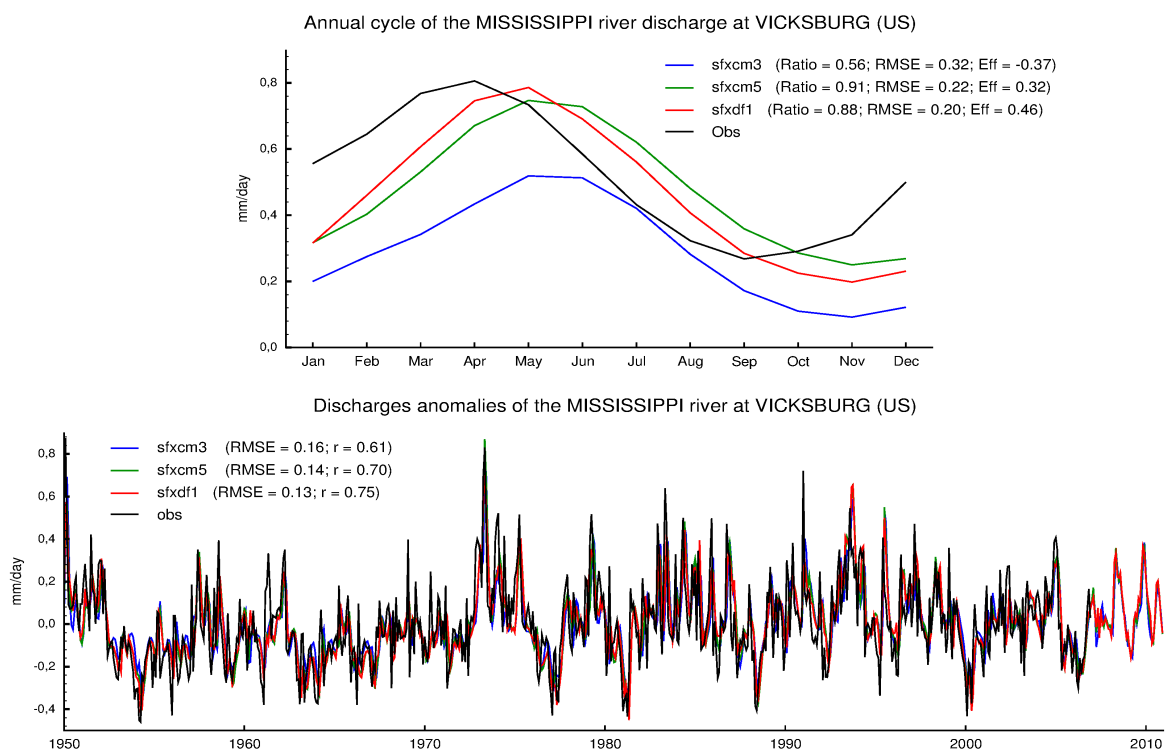 Annual cycle of the MISSISSIPPI river discharge at VICKSBURG (US)
sfxcm3 (Ratio = 0.56; RMSE = 0.32; Eff = -0.37)
sfxcm5 (Ratio = 0.91; RMSE = 0.22; Eff = 0.32)
sfxdf1 (Ratio = 0.88; RMSE = 0.20; Eff = 0.46)
Obs
mm/day
0,8
0,6
0,4
0,2
0,0
Jan Feb Mar Apr May Jun Jul Aug Sep Oct Nov Dec
Discharges anomalies of the MISSISSIPPI river at VICKSBURG (US)
sfxcm3 (RMSE = 0.16; r = 0.61)
sfxcm5 (RMSE = 0.14; r = 0.70)
sfxdf1 (RMSE = 0.13; r = 0.75)
obs
mm/day
0,8
0,6
0,4
0,2
0,0
-0,2
-0,4
1950 1960 1970 1980 1990 2000 2010